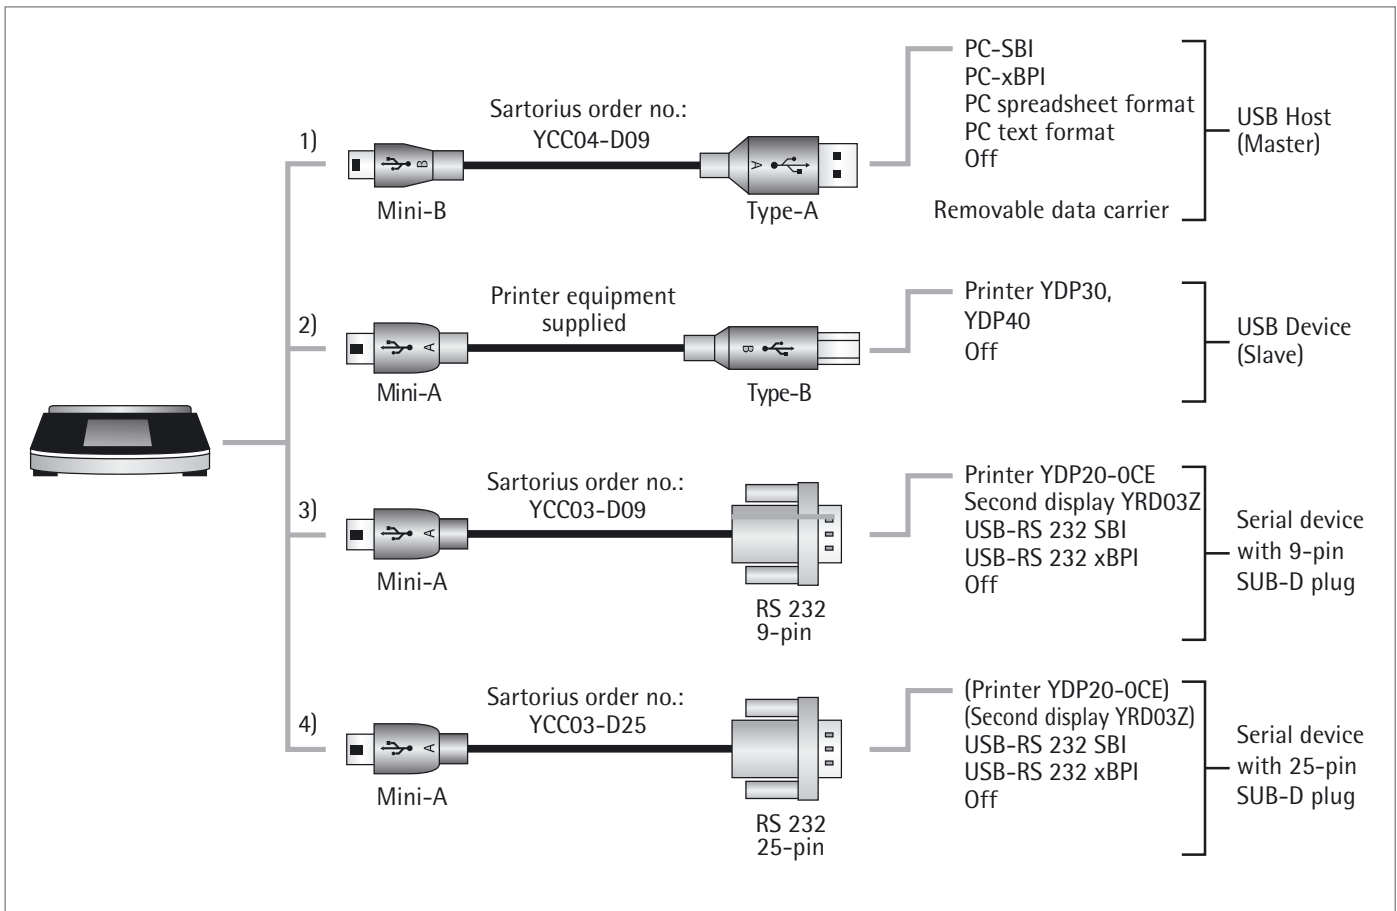 1)
Sartorius order no.:
YCC04-D09
B
A
Mini-B
Type-A
PC-SBI
PC-xBPI
PC spreadsheet format
PC text format
Off
Removable data carrier
USB Host
(Master)
2)
Printer equipment
supplied
A
B
Mini-A
Type-B
Printer YDP30,
YDP40
Off
USB Device
(Slave)
3)
Sartorius order no.:
YCC03-D09
A
Mini-A
RS 232
9-pin
Printer YDP20-0CE
Second display YRD03Z
USB-RS 232 SBI
USB-RS 232 xBPI
Off
Serial device
with 9-pin
SUB-D plug
4)
Sartorius order no.:
YCC03-D25
A
Mini-A
RS 232
25-pin
(Printer YDP20-0CE)
(Second display YRD03Z)
USB-RS 232 SBI
USB-RS 232 xBPI
Off
Serial device
with 25-pin
SUB-D plug